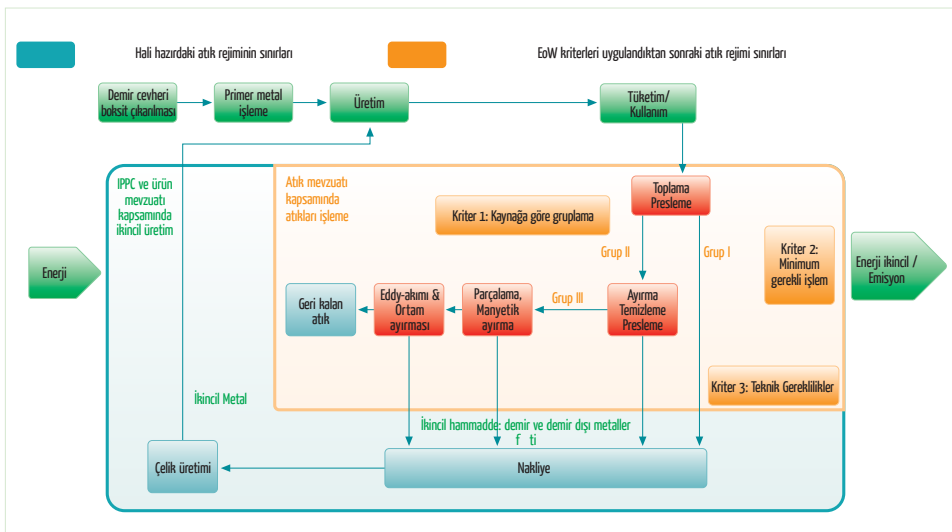 Hali hazırdaki atık rejiminin sınırları
EoW kriterleri uygulandıktan sonraki atık rejimi sınırları
Demir cevheri
boksit çıkarılması
Primer metal
işleme
Üretim
Tüketim/
Kullanım
IPPC ve ürün
mevzuatı
kapsamında
ikincil üretim
Atık mevzuatı
kapsamında
atıkları işleme
Toplama
Presleme
Kriter 1: Kaynağa göre gruplama
Grup II
Grup I
Kriter 2:
Minimum
gerekli işlem
Enerji
Enerji ikincil /
Emisyon
Geri kalan
atık
Eddy-akımı &
Ortam
ayırması
Parçalama,
Manyetik
ayırma
Grup III
Ayırma
Temizleme
Presleme
Kriter 3: Teknik Gereklilikler
İkincil Metal
İkincil hammadde: demir ve demir dışı metaller
f ti
Çelik üretimi
Nakliye